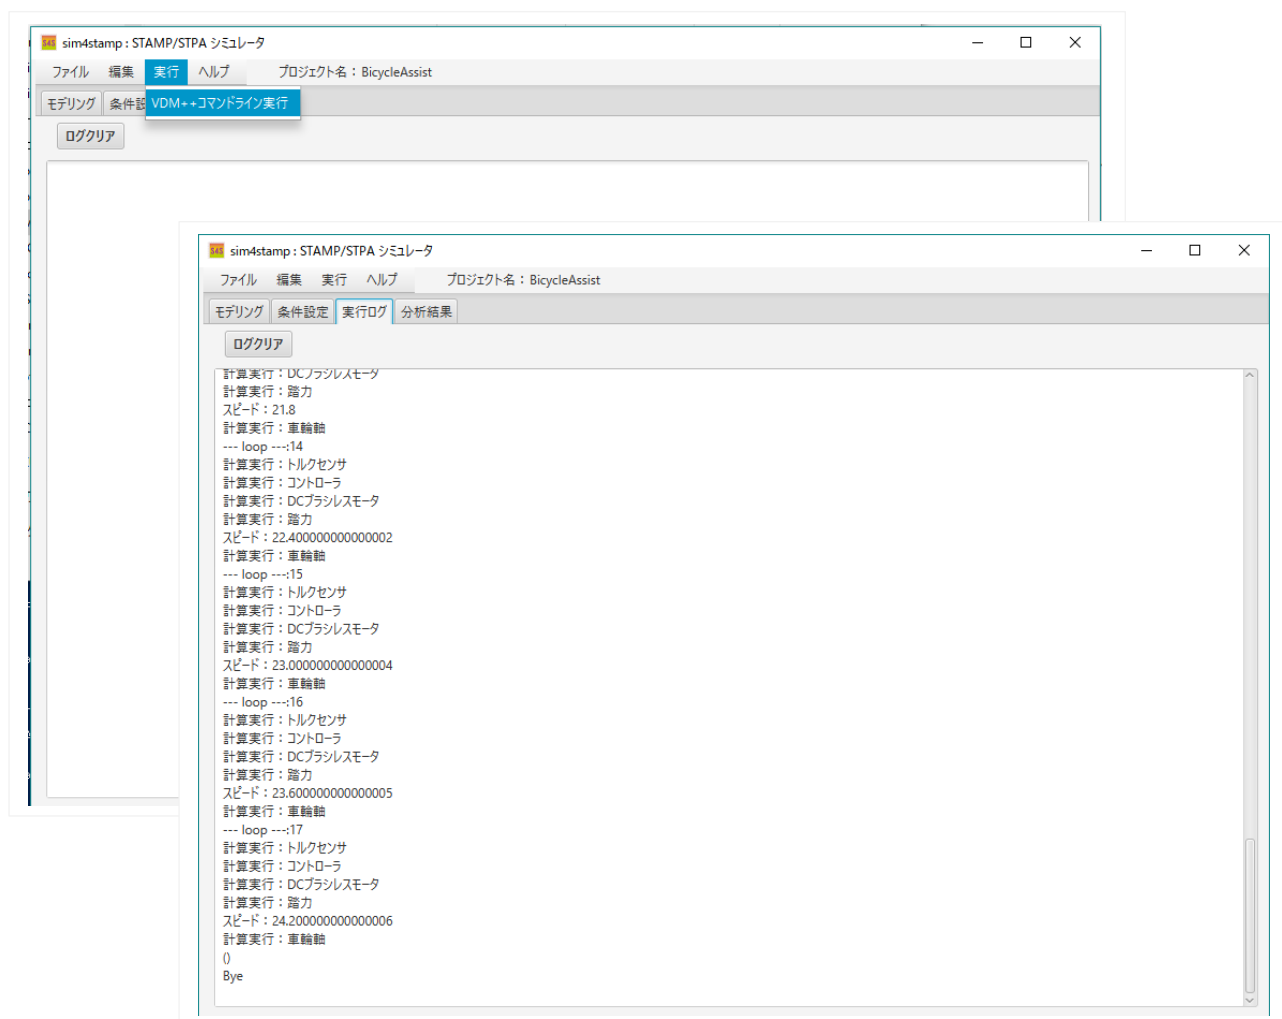 sim4stamp : STAMP/STPA シミュレータ
ファイル 編集 実行 ヘルプ プロジェクト名：BicycleAssist
モデリング 条件設 VDM++コマンドライン実行
ログクリア
sim4stamp : STAMP/STPA シミュレータ
ファイル 編集 実行 ヘルプ プロジェクト名：BicycleAssist
モデリング 条件設定 実行ログ 分析結果
ログクリア
計算実行：DCブラシレスモータ
計算実行：踏力
スピード：21.8
計算実行：車輪軸
--- loop ---:14
計算実行：トルクセンサ
計算実行：コントローラ
計算実行：DCブラシレスモータ
計算実行：踏力
スピード：22.400000000000002
計算実行：車輪軸
--- loop ---:15
計算実行：トルクセンサ
計算実行：コントローラ
計算実行：DCブラシレスモータ
計算実行：踏力
スピード：23.000000000000004
計算実行：車輪軸
--- loop ---:16
計算実行：トルクセンサ
計算実行：コントローラ
計算実行：DCブラシレスモータ
計算実行：踏力
スピード：23.600000000000005
計算実行：車輪軸
--- loop ---:17
計算実行：トルクセンサ
計算実行：コントローラ
計算実行：DCブラシレスモータ
計算実行：踏力
スピード：24.200000000000006
計算実行：車輪軸
()
Bye